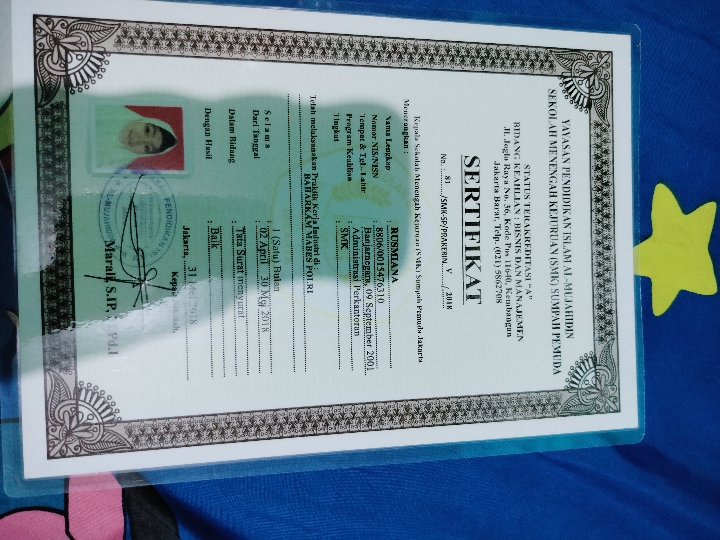 YAYASAN PENDIDIKAN ISLAM AL-MUJAHIDIN
SEKOLAH MENENGAH KEJURUAN (SMK) SUMPAH PEMUDA
STATUS TERAKREDITASI "A"
BIDANG KEAHLIAN : BISNIS DAN MANAJEMEN
Jl. Joglo Raya No. 36, Kode Pos 11640, Kembangan
Jakarta Barat, Telp. (021) 5862708
SERTIFIKAT
No. : 81 /SMK-SP/PRAKERIN/ V / 2018
Kepala Sekolah Menengah Kejuruan (SMK) Sumpah Pemuda Jakarta
Menerangkan :
Nama Lengkap : RUSMIANA
Nomor NIS/NISN : 8806/0015476310
Tempat & Tgl. Lahir : Banjarnegara, 09 September 2001
Program Keahlian : Administrasi Perkantoran
Tingkat : SMK
Telah melaksanakan Praktik Kerja Industri di : BAHARKAM MABES POLRI
Selama : 1 (Satu) Bulan
Dari Tanggal : 02 April 30 Mei 2018
Dalam Bidang : Tata Surat menyurat
Dengan Hasil : Baik
Jakarta, 31 2018
Marali, S.IP,